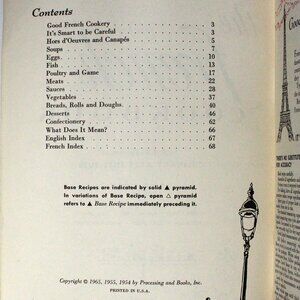 Contents
Good French Cookery 3
It's Smart to be Careful 3
Hors d'Oeuvres and Canapés 5
Soups 7
Eggs 10
Fish 13
Poultry and Game 17
Meats 22
Sauces 28
Vegetables 37
Breads, Rolls and Doughs 40
Desserts 46
Confectionery 62
What Does It Mean? 66
English Index 67
French Index 68
Base Recipes are indicated by solid ▲ pyramid.
In variations of Base Recipe, open △ pyramid
refers to ▲ Base Recipe immediately preceding it.
Copyright © 1965, 1955, 1954 by Processing and Books, Inc.
PRINTED IN U.S.A.